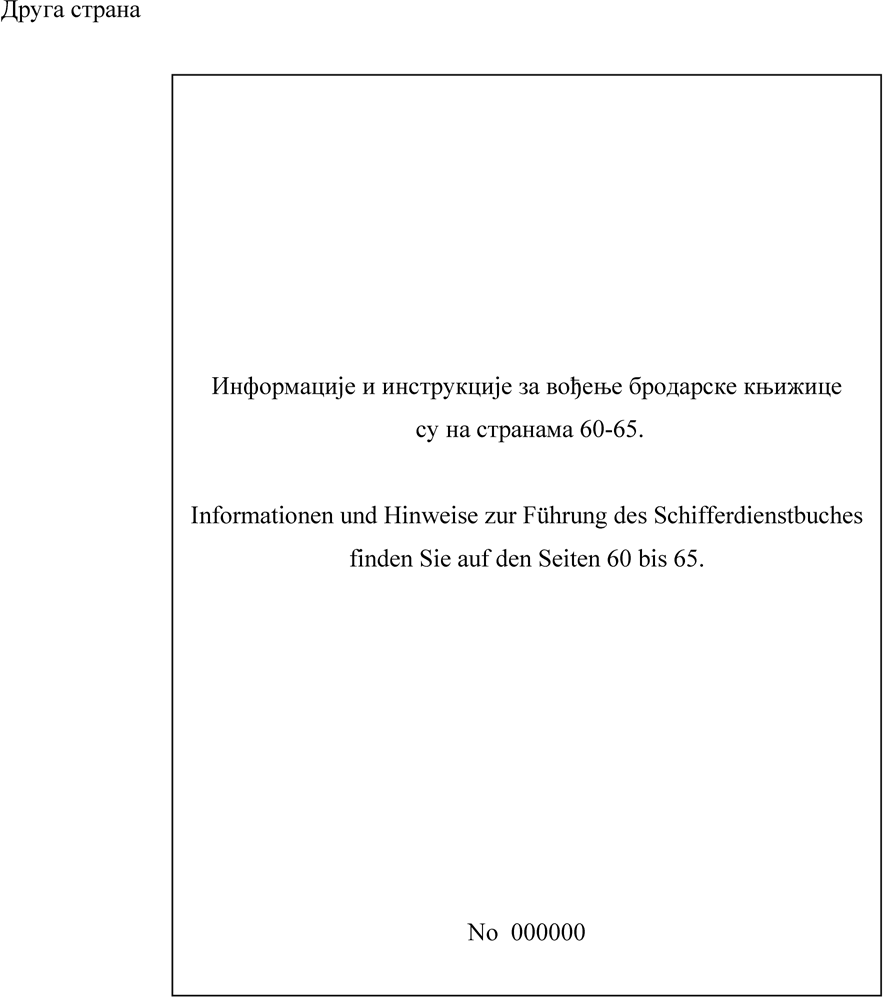 Друга страна
Информације и инструкције за вођење бродарске књижице
су на странама 60-65.
Informationen und Hinweise zur Führung des Schifferdienstbuches
finden Sie auf den Seiten 60 bis 65.
No 000000